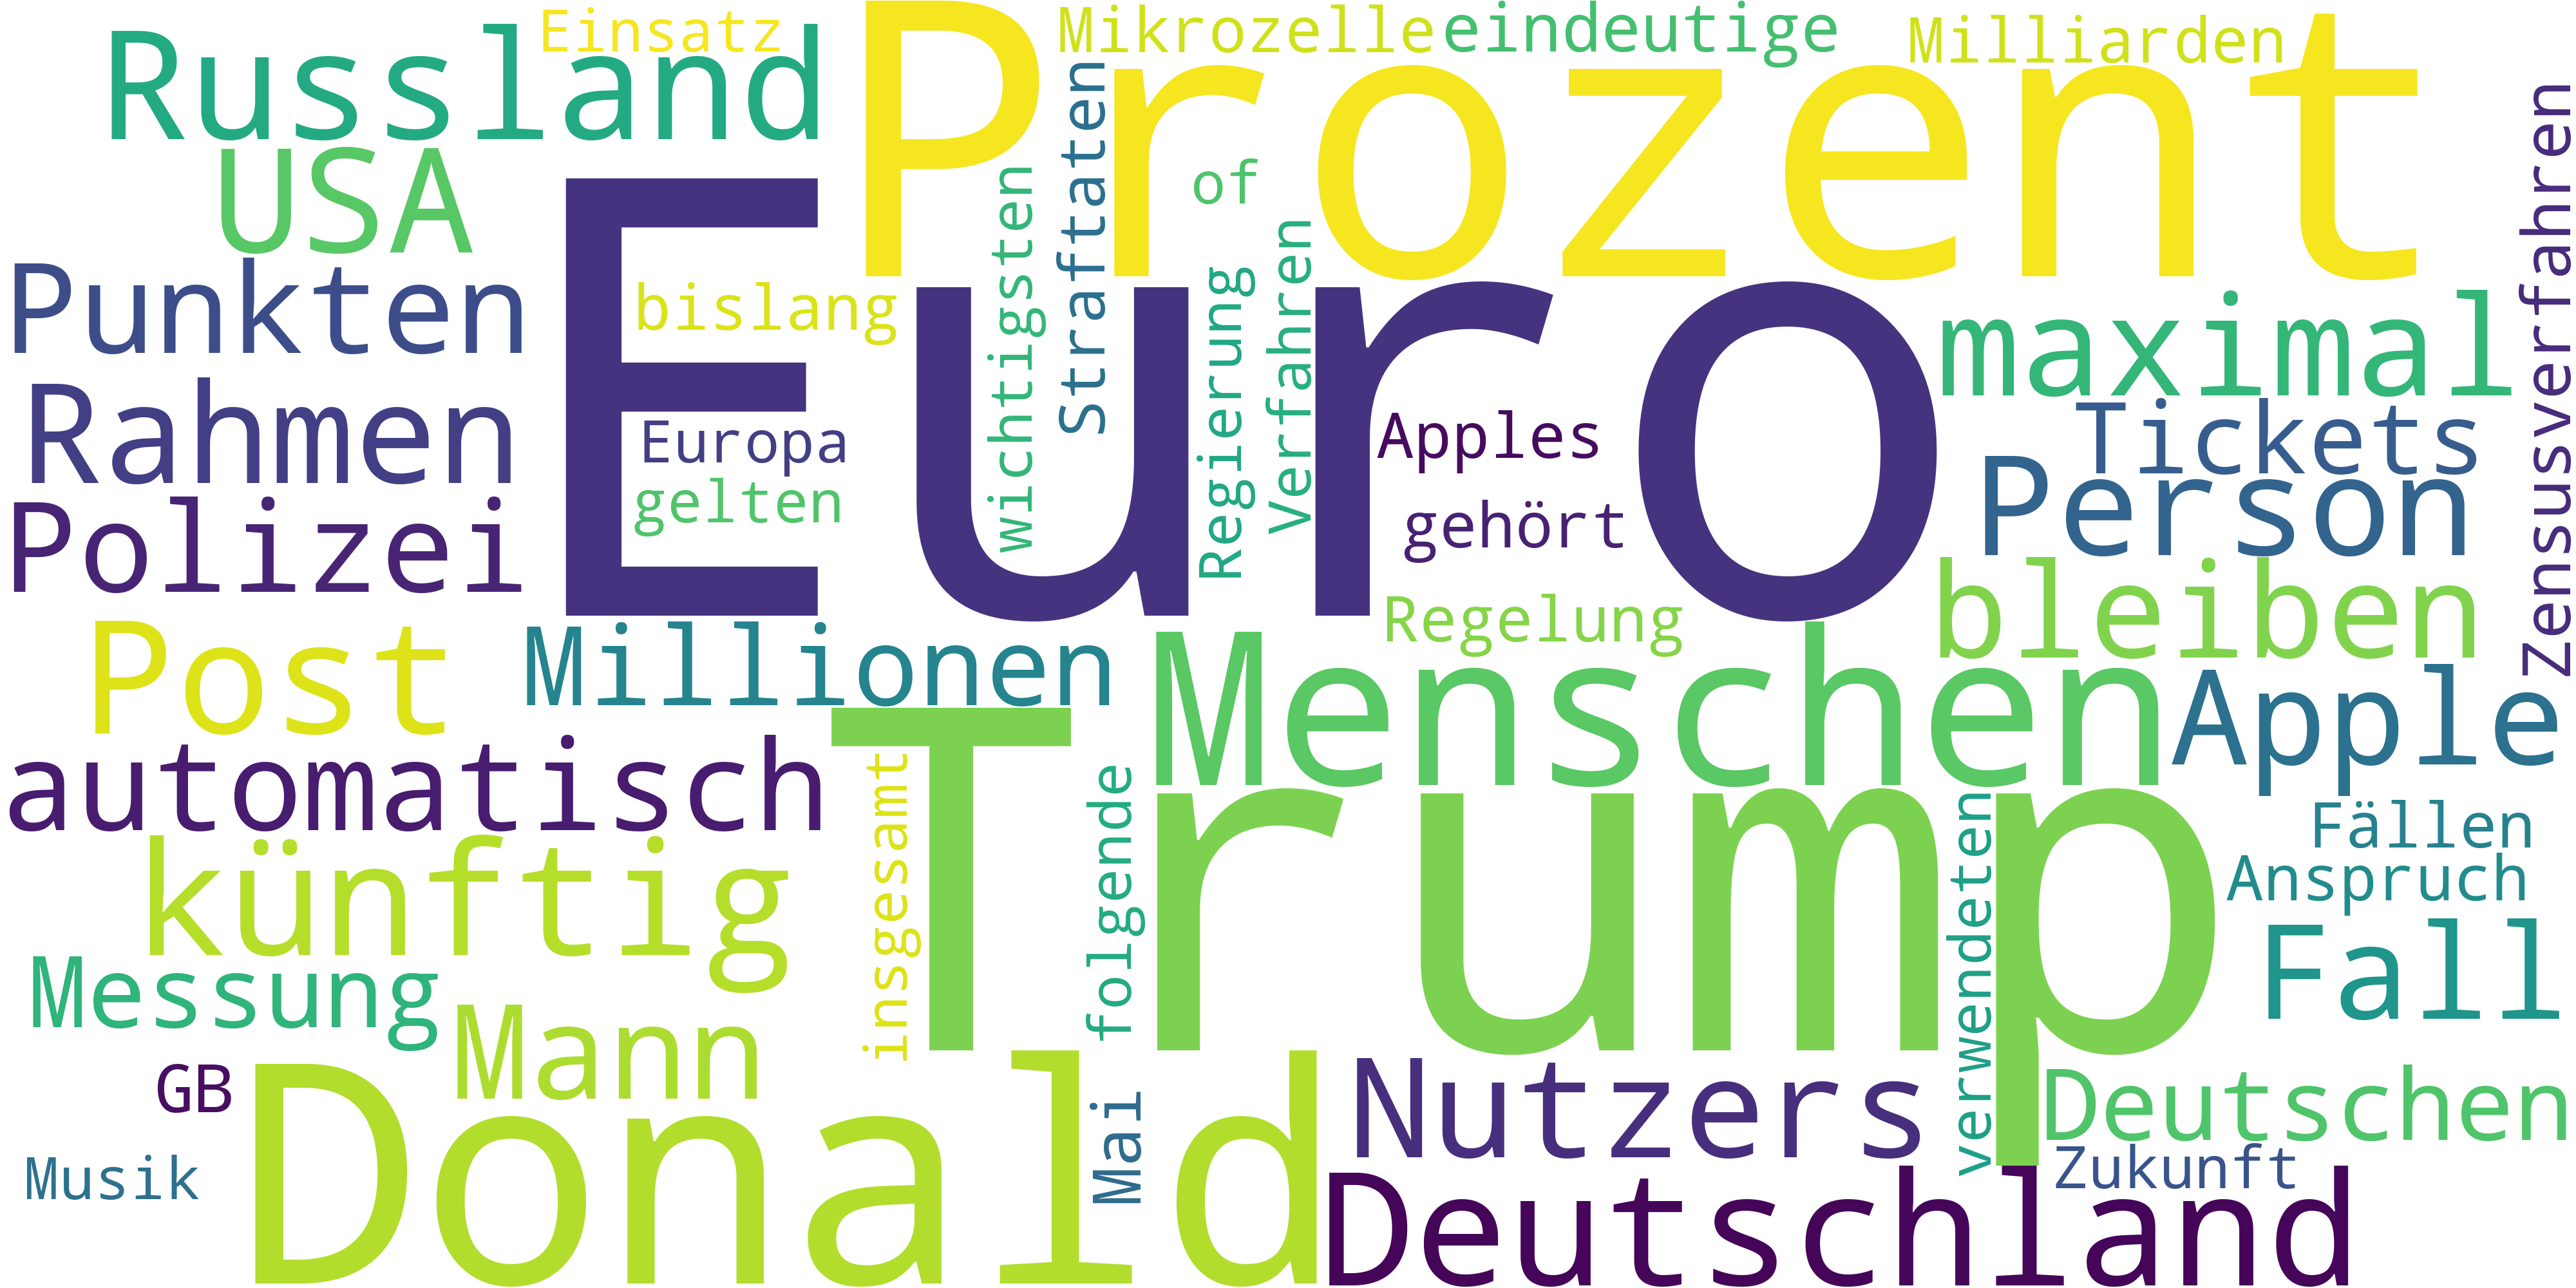 Einsatz
Mikrozelle
eindeutige
Milliarden
Russland
Prozent
USA
Straftaten
of
Zensusverfahren
wichtigsten
Verfahren
Punkten
Euro
bislang
Regierung
maximal
Rahmen
Europa
Apples
Tickets
Person
Polizei
gelten
gehört
Post
Millionen
Menschen
Regelung
bleiben
Apple
automatisch
Trump
insgesamt
folgende
verwendeten
Fällen
Anspruch
künftig
Fall
Messung
Mann
GB
Donald
Mai
Nutzers
Deutschen
Musik
Deutschland
Zukunft